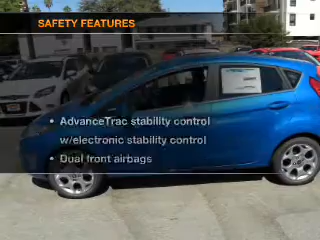 SAFETY FEATURES
• AdvanceTrac stability control
w/electronic stability control
• Dual front airbags